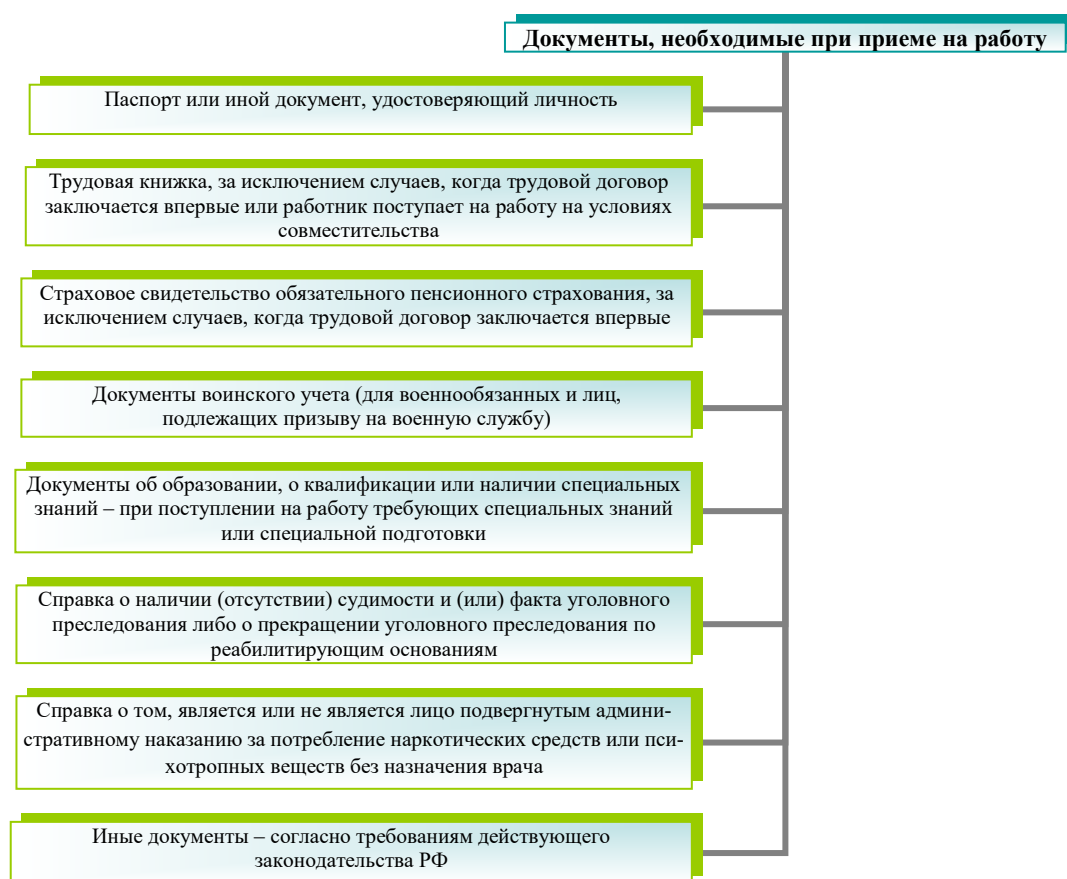 Документы, необходимые при приеме на работу
Паспорт или иной документ, удостоверяющий личность
Трудовая книжка, за исключением случаев, когда трудовой договор
заключается впервые или работник поступает на работу на условиях
совместительства
Страховое свидетельство обязательного пенсионного страхования, за
исключением случаев, когда трудовой договор заключается впервые
Документы воинского учета (для военнообязанных и лиц,
подлежащих призыву на военную службу)
Документы об образовании, о квалификации или наличии специальных
знаний – при поступлении на работу требующих специальных знаний
или специальной подготовки
Справка о наличии (отсутствии) судимости и (или) факта уголовного
преследования либо о прекращении уголовного преследования по
реабилитирующим основаниям
Справка о том, является или не является лицо подвергнутым админи-
стративному наказанию за потребление наркотических средств или пси-
хотропных веществ без назначения врача
Иные документы – согласно требованиям действующего
законодательства РФ